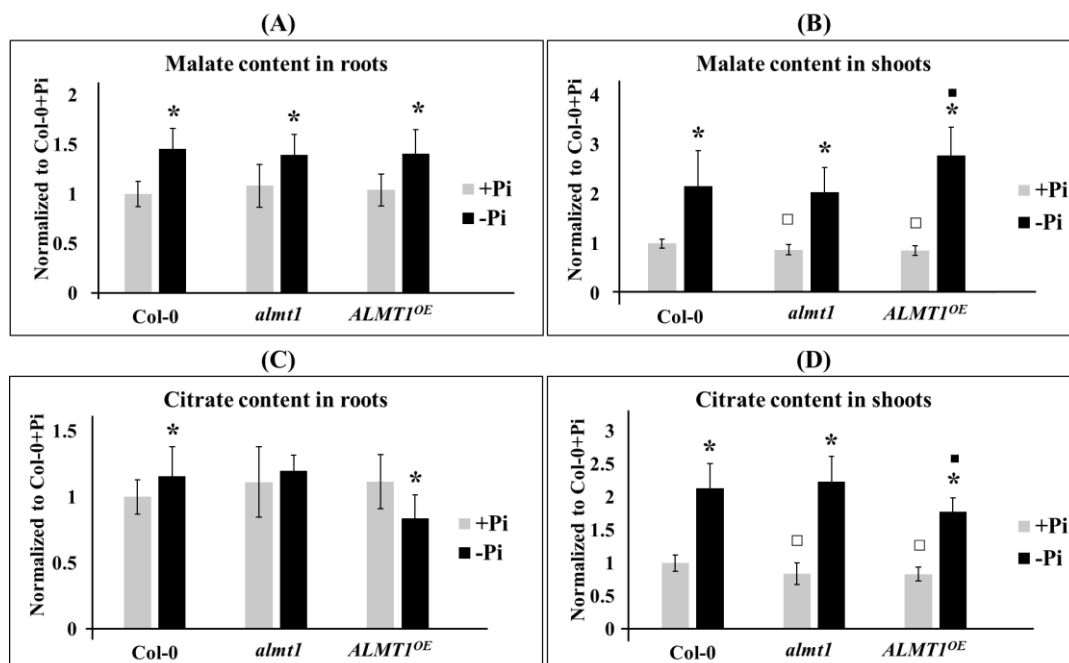 (A)
Malate content in roots
Normalized to Col-0+Pi
2
1.5
1
0.5
0
*
*
*
+Pi
-Pi
Col-0
almt1
ALMT1OE
(B)
Malate content in shoots
Normalized to Col-0+Pi
4
3
2
1
0
*
*
*
+Pi
-Pi
Col-0
almt1
ALMT1OE
(C)
Citrate content in roots
Normalized to Col-0+Pi
1.5
1
0.5
0
*
*
+Pi
-Pi
Col-0
almt1
ALMT1OE
(D)
Citrate content in shoots
Normalized to Col-0+Pi
3
2.5
2
1.5
1
0.5
0
*
*
*
+Pi
-Pi
Col-0
almt1
ALMT1OE